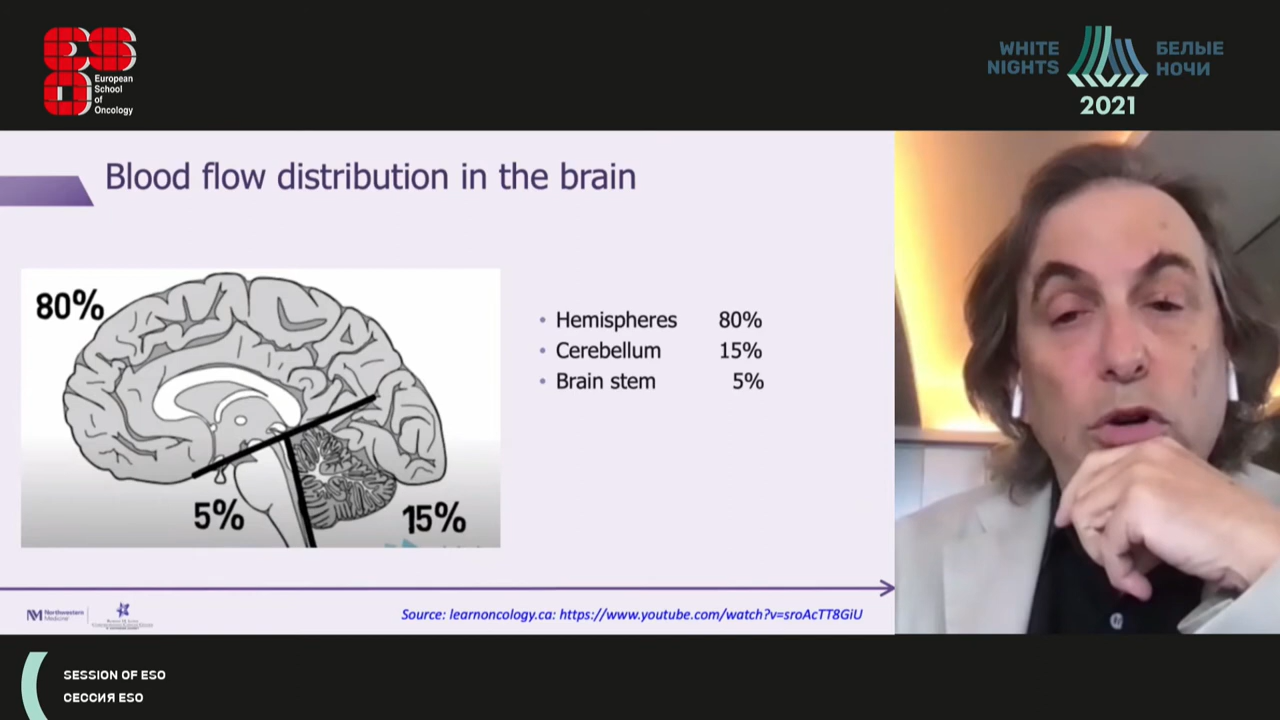 European
School
of
Oncology
WHITE
NIGHTS
БЕЛЫЕ
НОЧИ
2021
Blood flow distribution in the brain
80%
5%
15%
• Hemispheres 80%
• Cerebellum 15%
• Brain stem 5%
Northwestern
Medicine
Source: learnoncology.ca: https://www.youtube.com/watch?v=sroAcTT8GiU
SESSION OF ESO
СЕССИЯ ESO